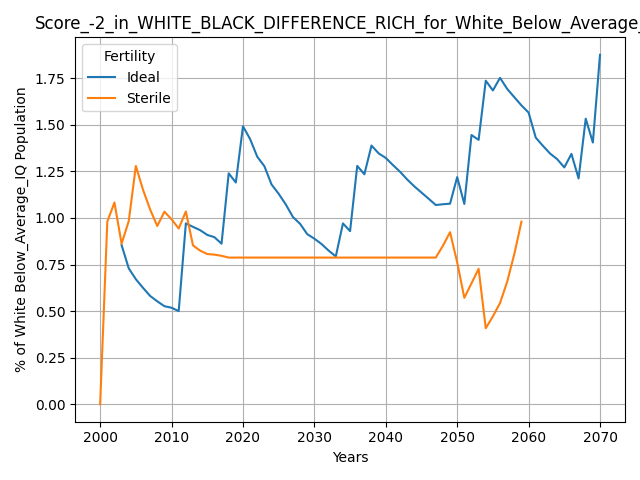 Score_-2_in_WHITE_BLACK_DIFFERENCE_RICH_for_White_Below_Average_
Fertility
Ideal
Sterile
% of White Below_Average_IQ Population
1.75
1.50
1.25
1.00
0.75
0.50
0.25
0.00
2000 2010 2020 2030 2040 2050 2060 2070
Years